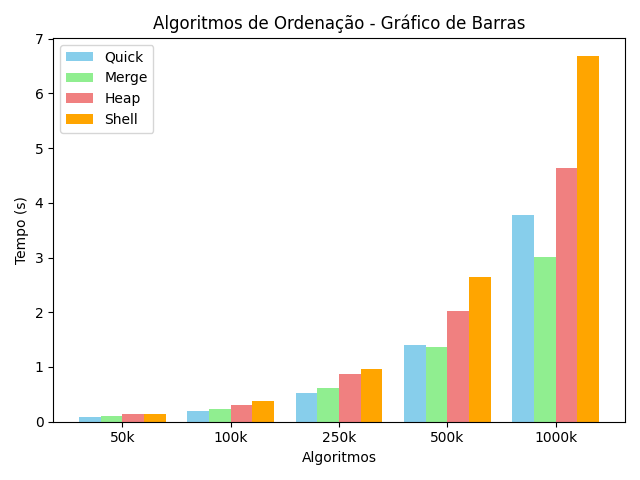 Algoritmos de Ordenação - Gráfico de Barras
Quick
Merge
Heap
Shell
Tempo (s)
7
6
5
4
3
2
1
0
50k
100k
250k
500k
1000k
Algoritmos